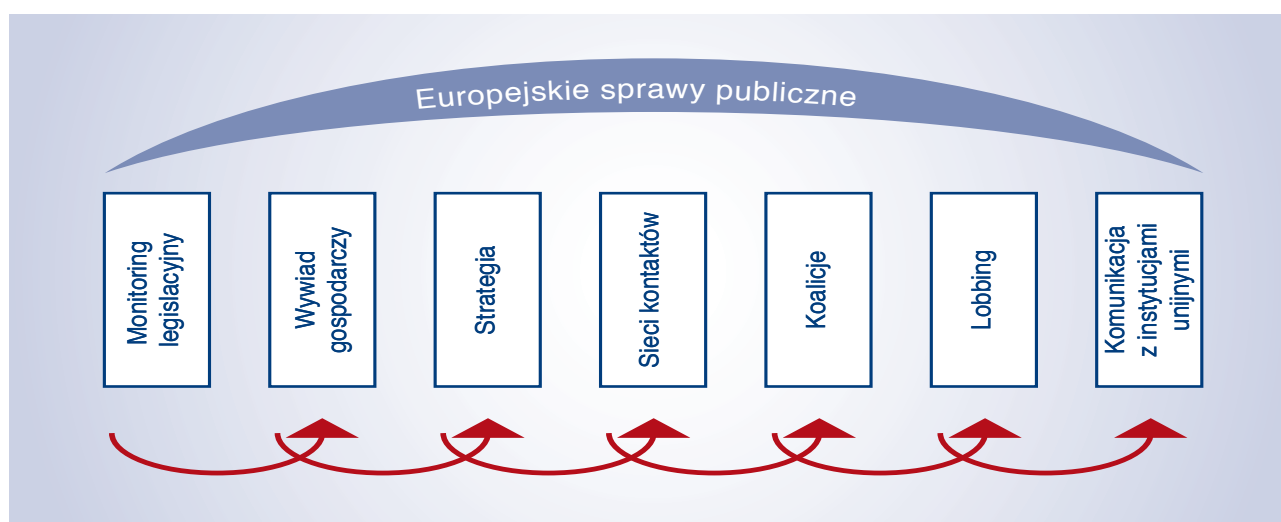 Europejskie sprawy publiczne
Monitoring
legislacyjny
Wywiad
gospodarczy
Strategia
Sieci kontaktów
Koalicje
Lobbing
Komunikacja
z instytucjami
unijnymi